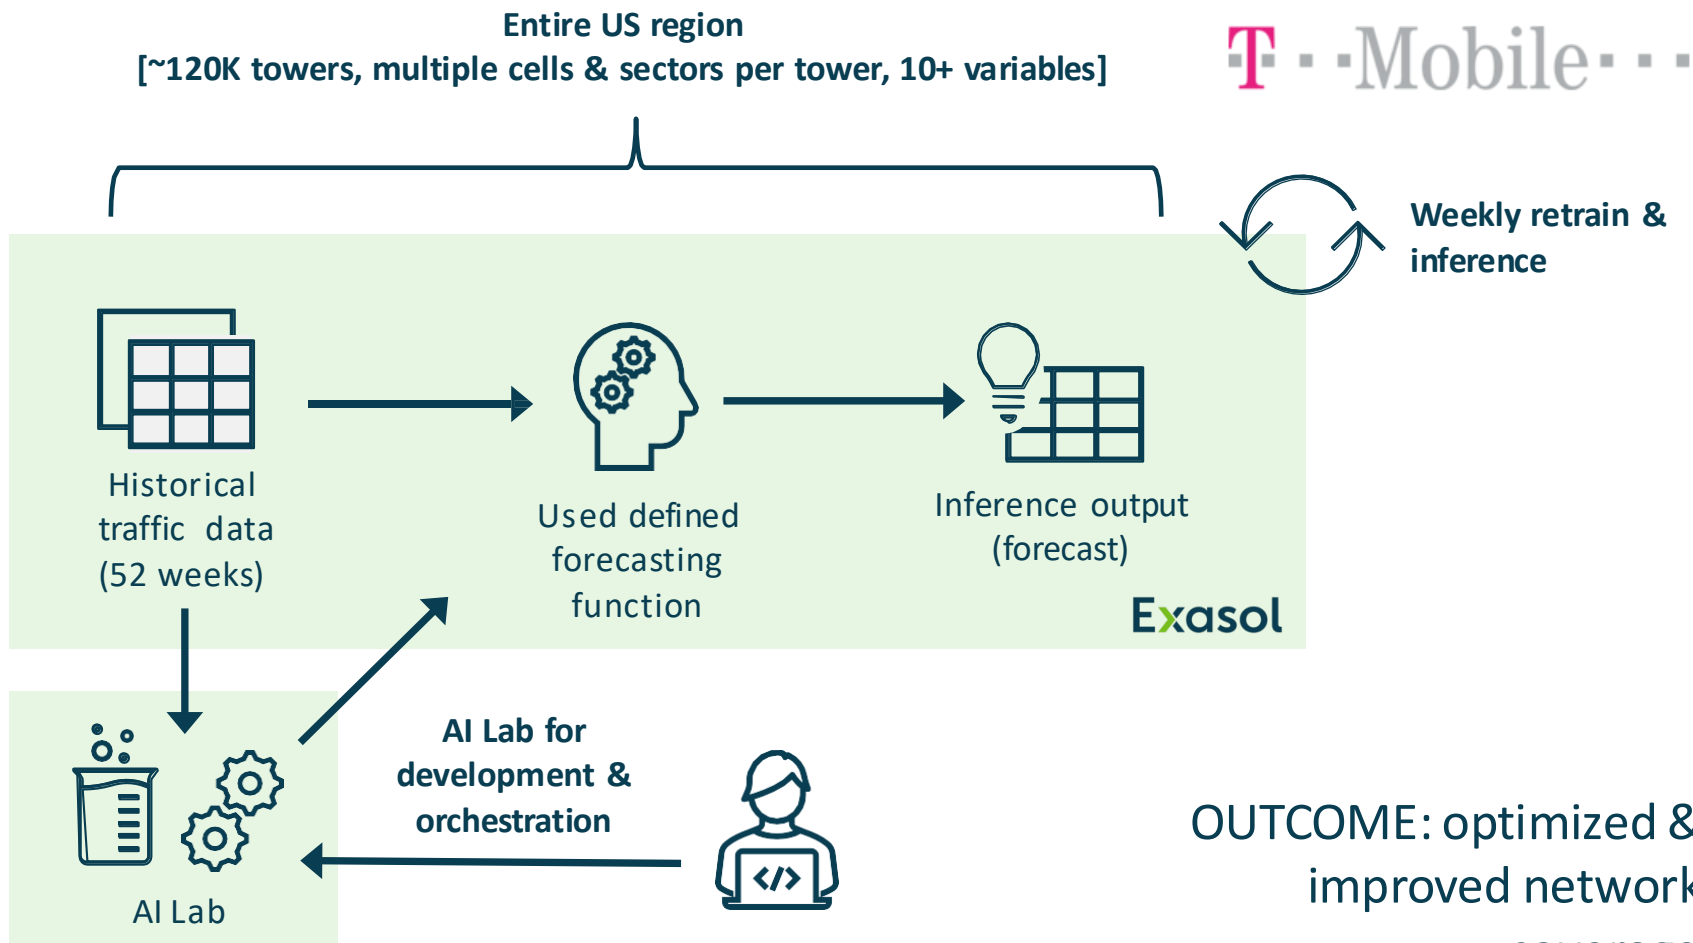 Entire US region
[~120K towers, multiple cells & sectors per tower, 10+ variables]
T··Mobile···
Weekly retrain &
inference
Historical
traffic data
(52 weeks)
Used defined
forecasting
function
Inference output
(forecast)
Exasol
AI Lab for
development &
orchestration
</>
AI Lab
OUTCOME: optimized &
improved network